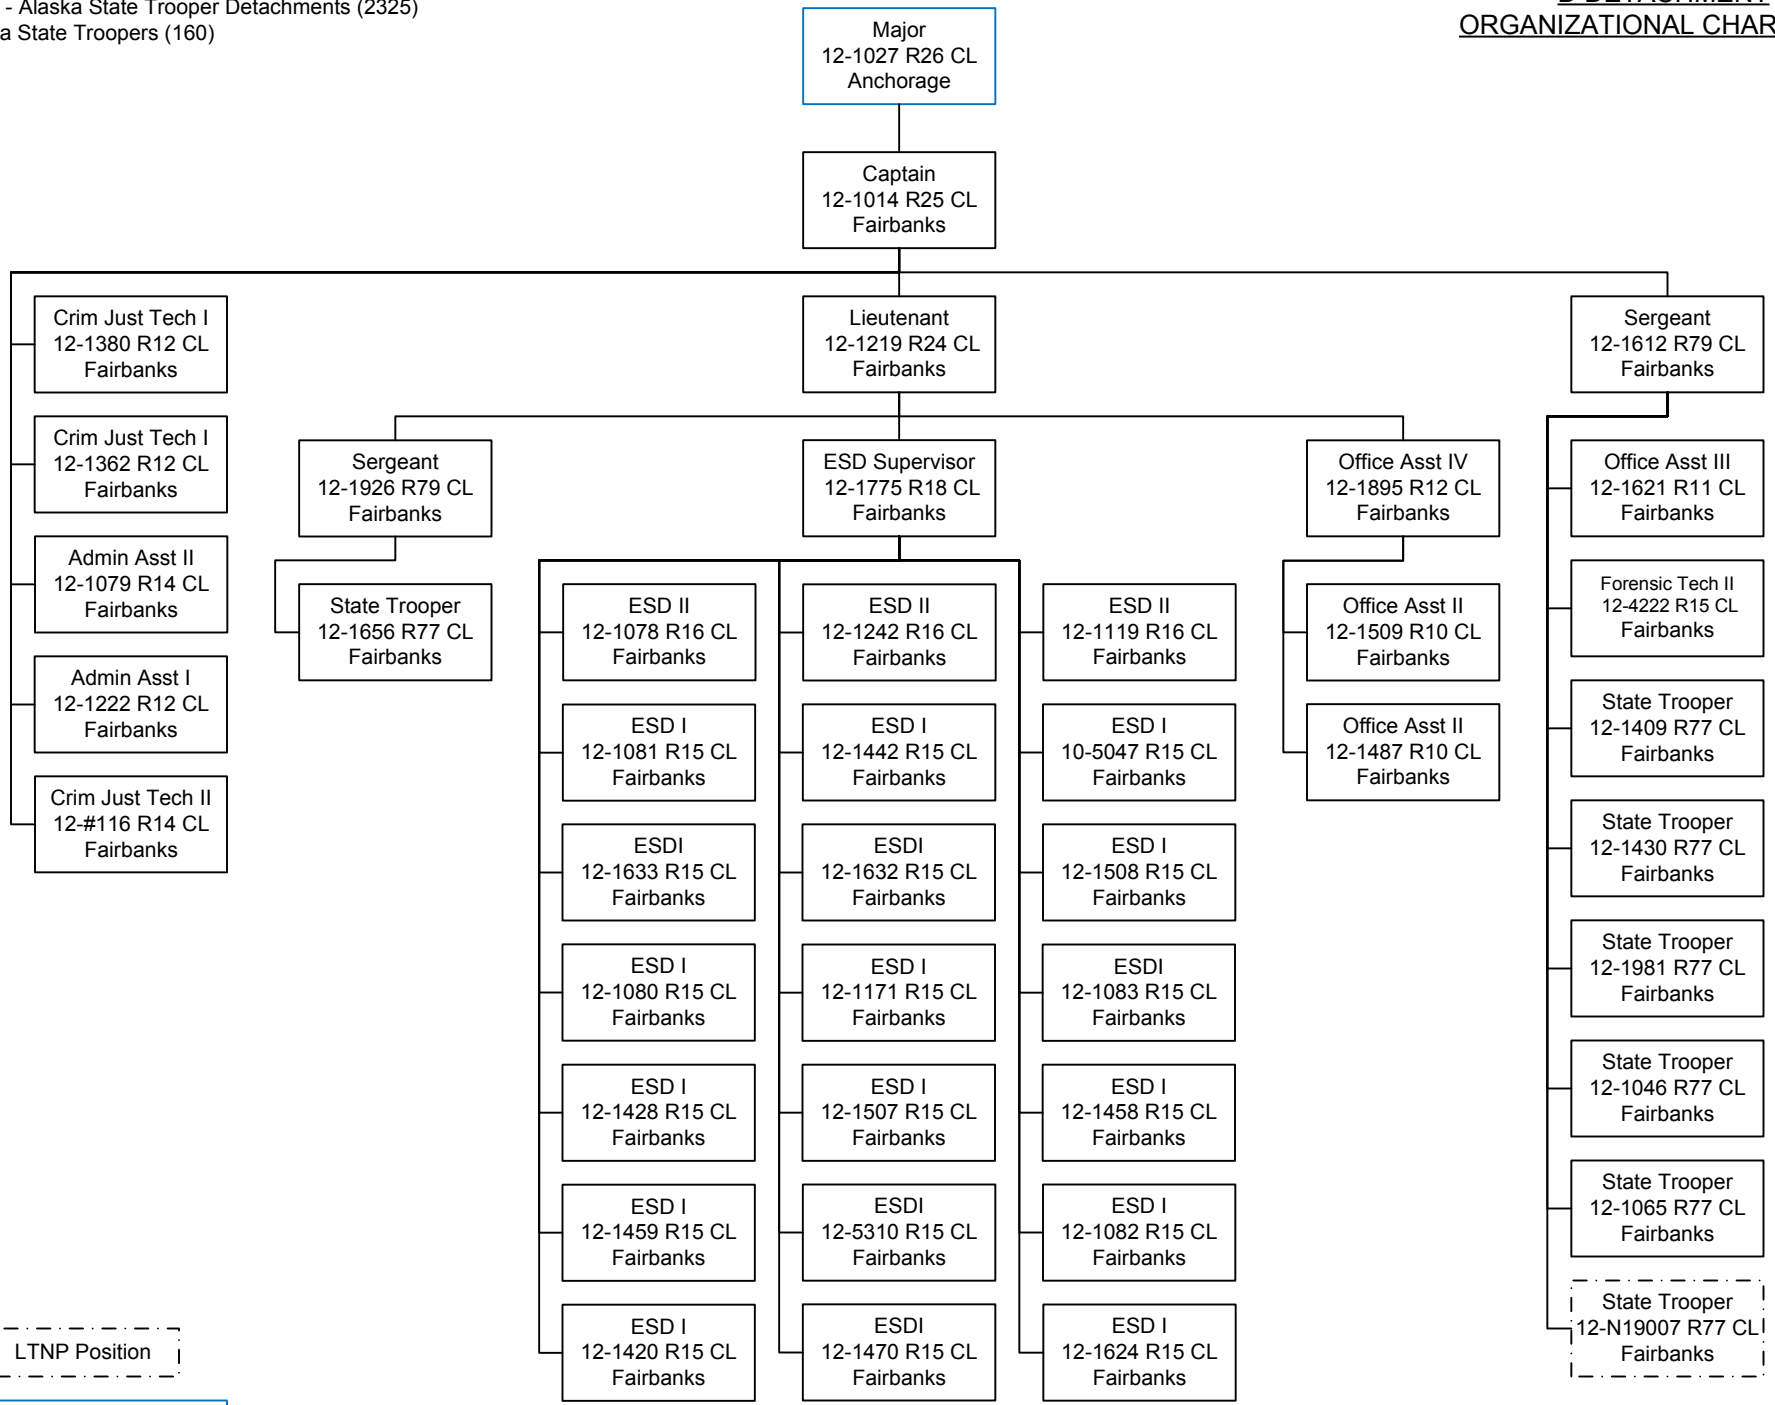 - Alaska State Trooper Detachments (2325)
a State Troopers (160)
D DETACHMENT
ORGANIZATIONAL CHAR
Major
12-1027 R26 CL
Anchorage
Captain
12-1014 R25 CL
Fairbanks
Crim Just Tech I
12-1380 R12 CL
Fairbanks
Crim Just Tech I
12-1362 R12 CL
Fairbanks
Admin Asst II
12-1079 R14 CL
Fairbanks
Admin Asst I
12-1222 R12 CL
Fairbanks
Crim Just Tech II
12-#116 R14 CL
Fairbanks
Lieutenant
12-1219 R24 CL
Fairbanks
Sergeant
12-1926 R79 CL
Fairbanks
State Trooper
12-1656 R77 CL
Fairbanks
ESD Supervisor
12-1775 R18 CL
Fairbanks
ESD II
12-1078 R16 CL
Fairbanks
ESD I
12-1081 R15 CL
Fairbanks
ESDI
12-1633 R15 CL
Fairbanks
ESD I
12-1080 R15 CL
Fairbanks
ESD I
12-1428 R15 CL
Fairbanks
ESD I
12-1459 R15 CL
Fairbanks
ESD I
12-1420 R15 CL
Fairbanks
ESD II
12-1242 R16 CL
Fairbanks
ESD I
12-1442 R15 CL
Fairbanks
ESDI
12-1632 R15 CL
Fairbanks
ESD I
12-1171 R15 CL
Fairbanks
ESD I
12-1507 R15 CL
Fairbanks
ESDI
12-5310 R15 CL
Fairbanks
ESDI
12-1470 R15 CL
Fairbanks
ESD II
12-1119 R16 CL
Fairbanks
ESD I
10-5047 R15 CL
Fairbanks
ESD I
12-1508 R15 CL
Fairbanks
ESDI
12-1083 R15 CL
Fairbanks
ESD I
12-1458 R15 CL
Fairbanks
ESD I
12-1082 R15 CL
Fairbanks
ESD I
12-1624 R15 CL
Fairbanks
Office Asst IV
12-1895 R12 CL
Fairbanks
Office Asst II
12-1509 R10 CL
Fairbanks
Office Asst II
12-1487 R10 CL
Fairbanks
Sergeant
12-1612 R79 CL
Fairbanks
Office Asst III
12-1621 R11 CL
Fairbanks
Forensic Tech II
12-4222 R15 CL
Fairbanks
State Trooper
12-1409 R77 CL
Fairbanks
State Trooper
12-1430 R77 CL
Fairbanks
State Trooper
12-1981 R77 CL
Fairbanks
State Trooper
12-1046 R77 CL
Fairbanks
State Trooper
12-1065 R77 CL
Fairbanks
State Trooper
12-N19007 R77 CL
Fairbanks
LTNP Position